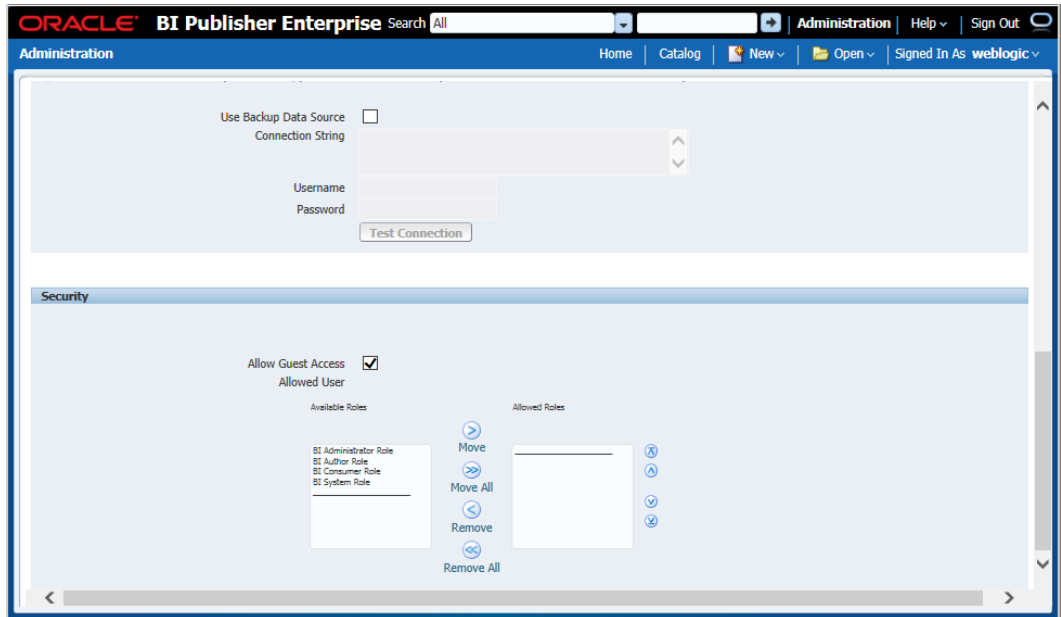 ORACLE BI Publisher Enterprise Search All Administration Help Sign Out
Administration Home Catalog New Open Signed In As weblogic
Use Backup Data Source
Connection String
Username
Password
Test Connection
Security
Allow Guest Access
Allowed User
Available Roles Allowed Roles
BI Administrator Role
BI Author Role
BI Consumer Role
BI System Role
Move
Move All
Remove
Remove All